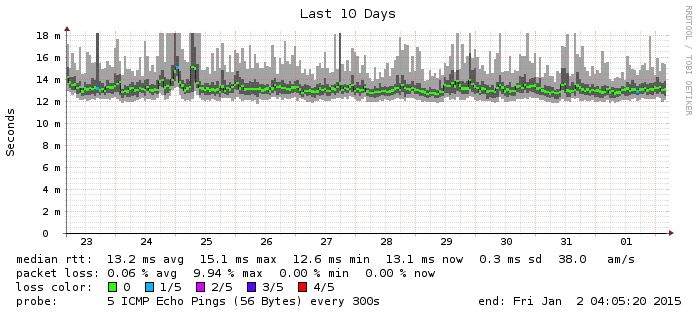 Last 10 Days
RRDTOOL / TOBI OETIKER
Seconds
18 m
16 m
14 m
12 m
10 m
8 m
6 m
4 m
2 m
0
23 24 25 26 27 28 29 30 31 01
median rtt: 13.2 ms avg 15.1 ms max 12.6 ms min 13.1 ms now 0.3 ms sd 38.0 am/s
packet loss: 0.06 % avg 9.94 % max 0.00 % min 0.00 % now
loss color: 0 1/5 2/5 3/5 4/5
probe: 5 ICMP Echo Pings (56 Bytes) every 300s end: Fri Jan 2 04:05:20 2015